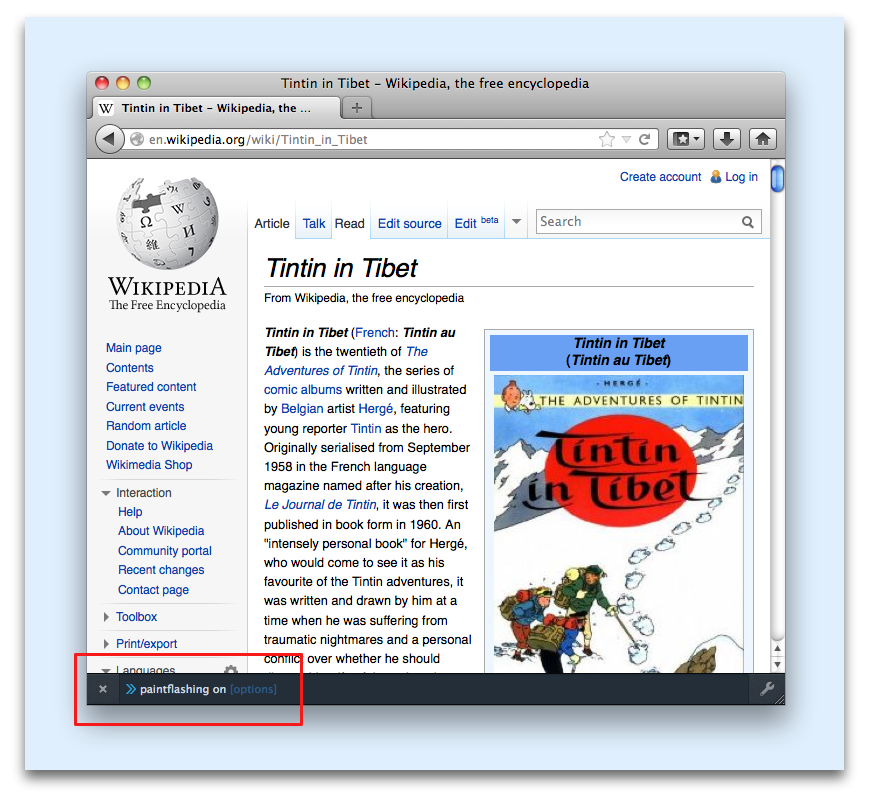 Tintin in Tibet – Wikipedia, the free encyclopedia
W Tintin in Tibet – Wikipedia, the ...
en.wikipedia.org/wiki/Tintin_in_Tibet
Create account Log in
Article Talk Read Edit source Edit beta Search
Ω W И 維
WIKIPEDIA
The Free Encyclopedia
Main page
Contents
Featured content
Current events
Random article
Donate to Wikipedia
Wikimedia Shop
Interaction
Help
About Wikipedia
Community portal
Recent changes
Contact page
Toolbox
Print/export
Languages
Tintin in Tibet
From Wikipedia, the free encyclopedia
Tintin in Tibet (French: Tintin au
Tibet) is the twentieth of The
Adventures of Tintin, the series of
comic albums written and illustrated
by Belgian artist Hergé, featuring
young reporter Tintin as the hero.
Originally serialised from September
1958 in the French language
magazine named after his creation,
Le Journal de Tintin, it was then first
published in book form in 1960. An
"intensely personal book" for Hergé,
who would come to see it as his
favourite of the Tintin adventures, it
was written and drawn by him at a
time when he was suffering from
traumatic nightmares and a personal
conflict over whether he should
Tintin in Tibet
(Tintin au Tibet)
· HERGÉ ·
THE ADVENTURES OF TINTIN
Tintin
in Tibet
× » paintflashing on [options]